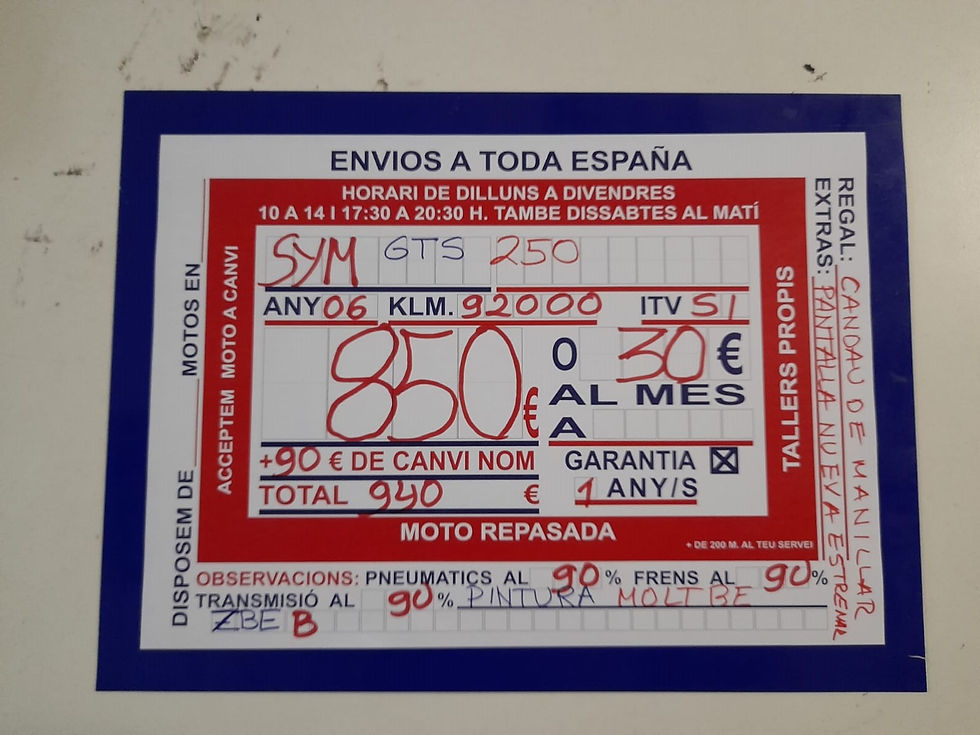 ENVIOS A TODA ESPAÑA
HORARI DE DILLUNS A DIVENDRES
10 A 14 I 17:30 A 20:30 H. TAMBE DISSABTES AL MATÍ
SYM GTS 250
ANY 06 KLM. 92000 ITV SI
850 € O 30 €
AL MES
A
+90 € DE CANVI NOM GARANTIA ☒
TOTAL 940 € 1 ANY/S
MOTO REPASADA
+ DE 200 M. AL TEU SERVEI
OBSERVACIONS: PNEUMATICS AL 90 % FRENS AL 90 %
TRANSMISIÓ AL 90 % PINTURA MOLT BE
ZBE B
DISPOSEM DE MOTOS EN
ACCEPTEM MOTO A CANVI
TALLERS PROPIS
REGAL: CANDAU DE MANILLAR
EXTRAS: PANTALLA NUEVA ESTRENAR